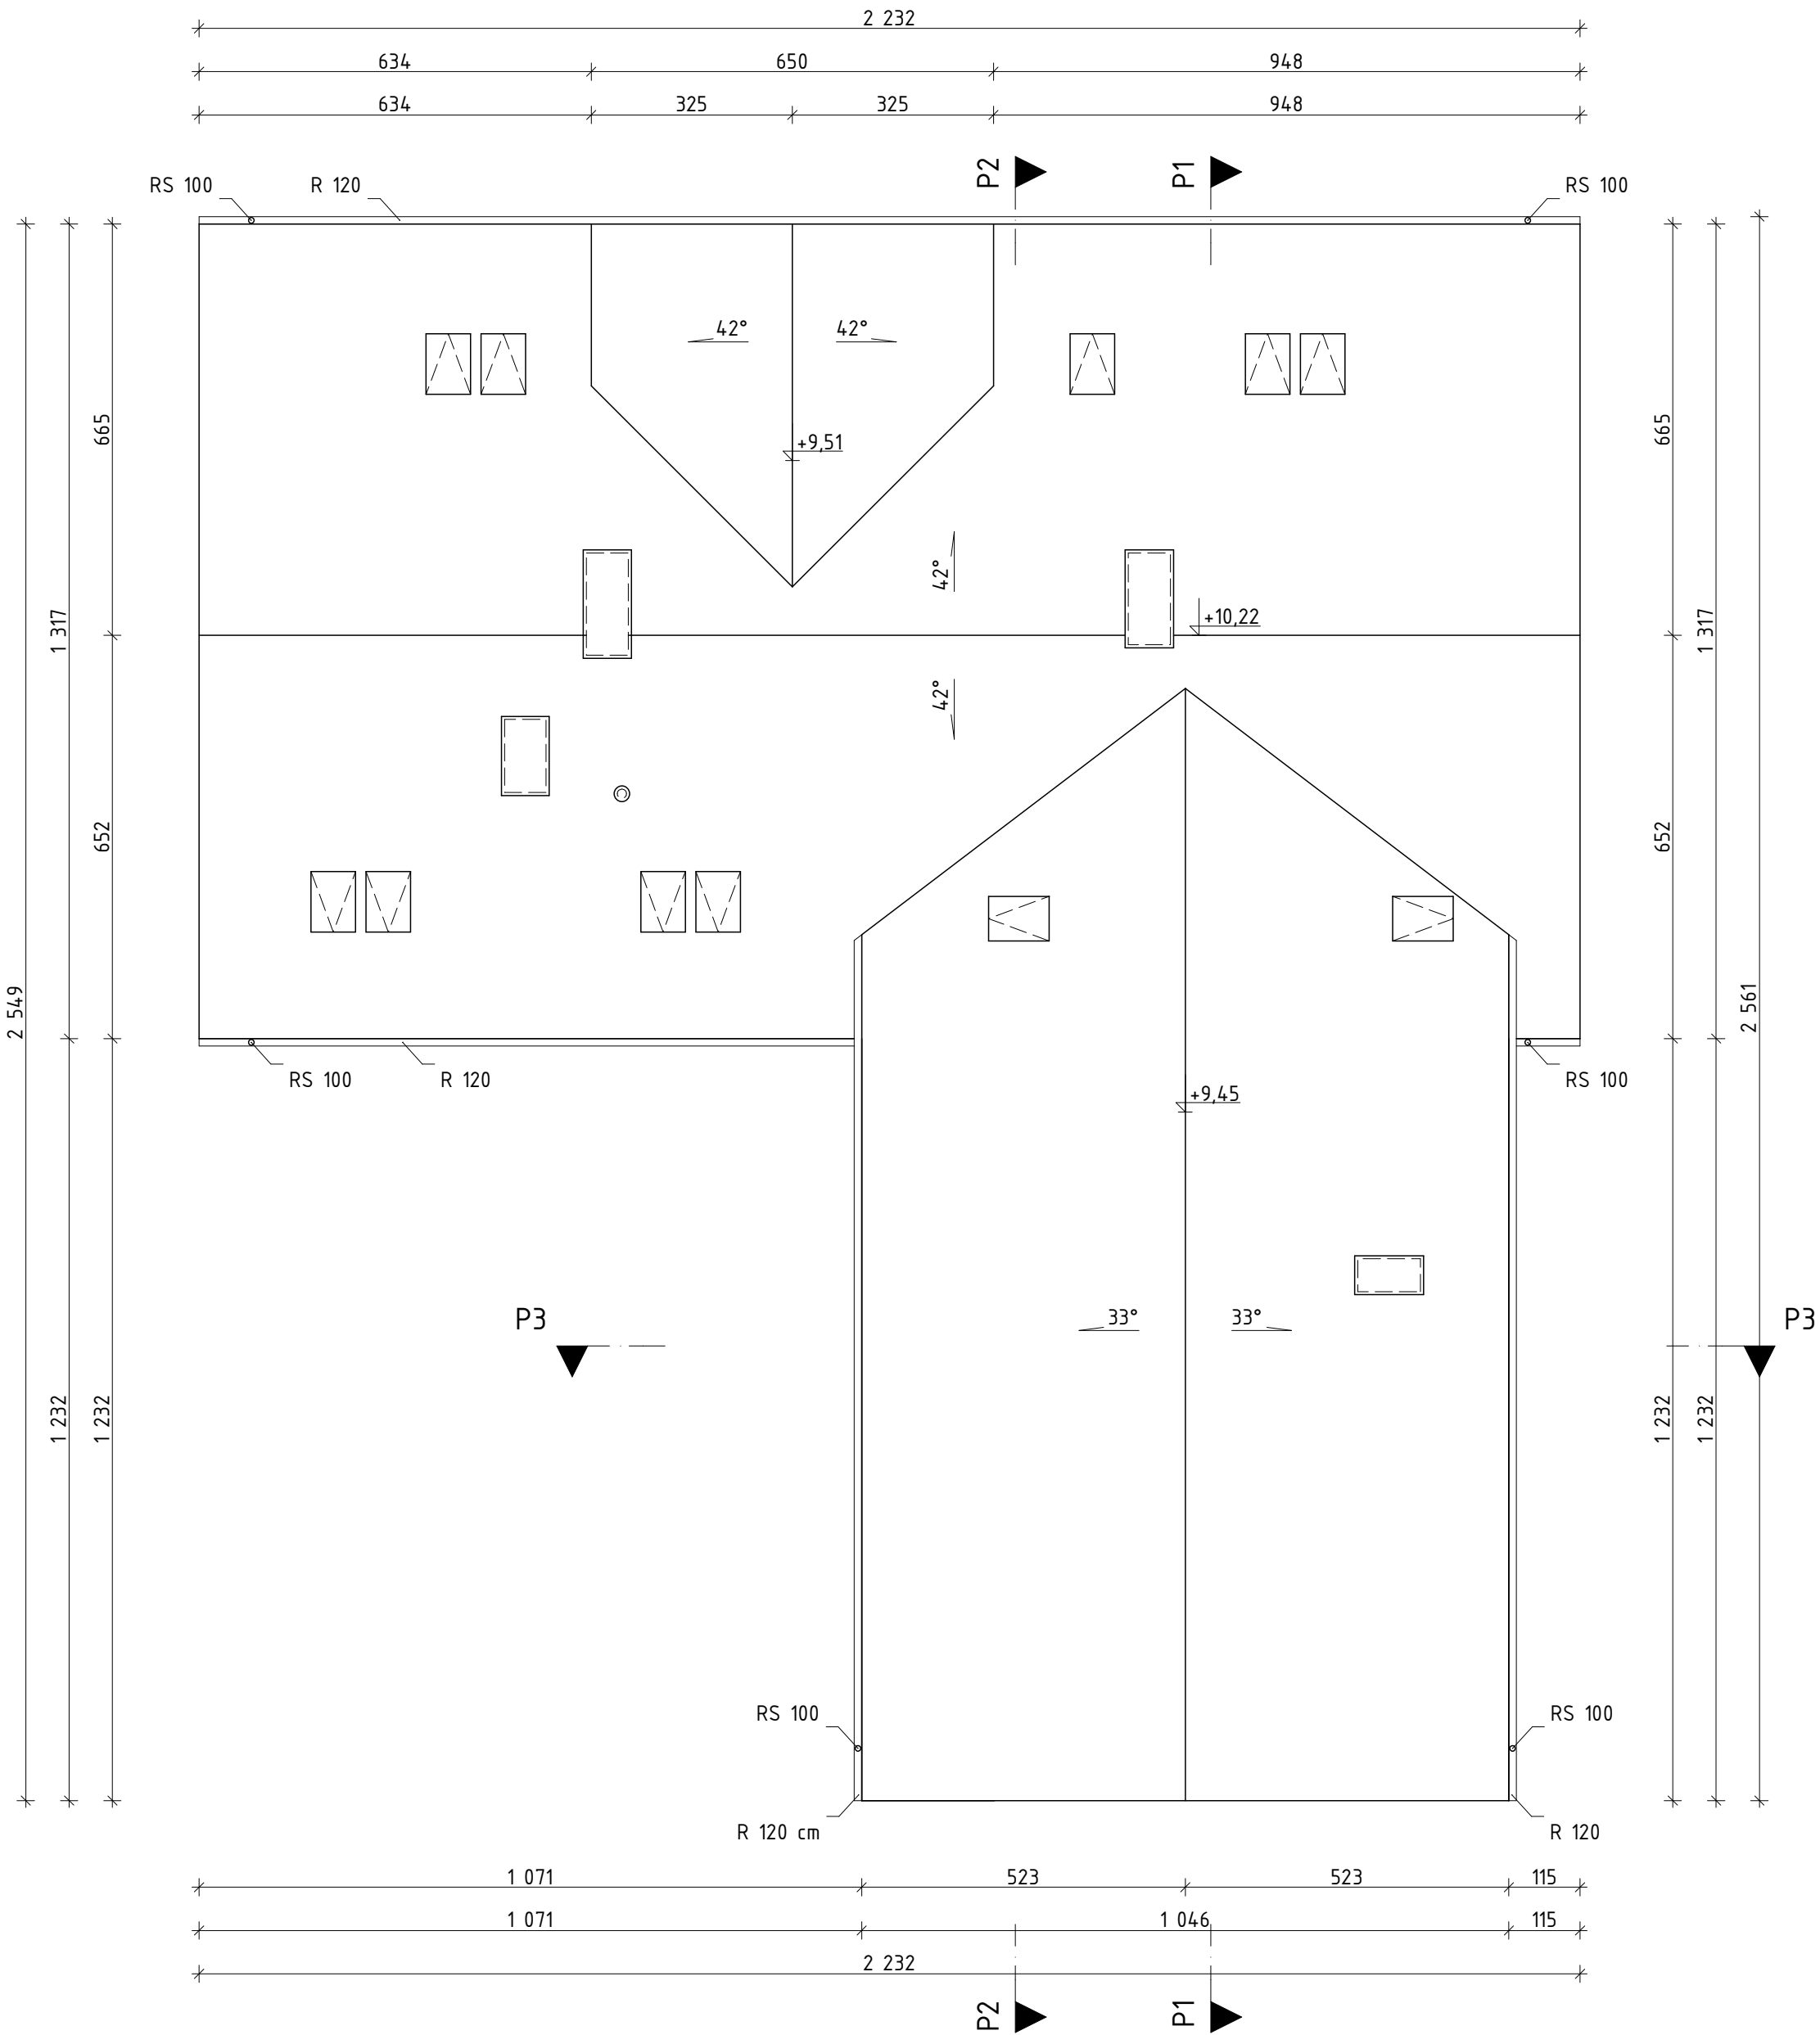 2 232
634 650 948
634 325 325 948
P2 P1
RS 100 R 120 RS 100
42° 42°
665 665
+9,51
42°
1 317 +10,22 1 317
42°
652 652
2 549 2 561
RS 100 R 120 RS 100
+9,45
P3 33° 33° P3
1 232 1 232 1 232 1 232
RS 100 RS 100
R 120 cm R 120
1 071 523 523 115
1 071 1 046 115
2 232
P2 P1